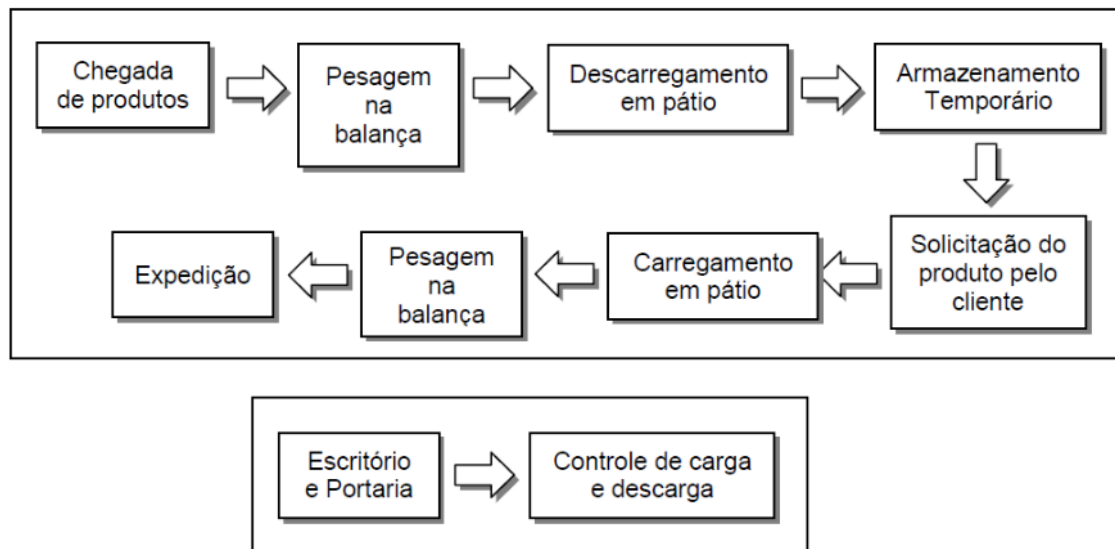 Chegada
de produtos
Pesagem
na
balança
Descarregamento
em pátio
Armazenamento
Temporário
Solicitação do
produto pelo
cliente
Carregamento
em pátio
Pesagem
na
balança
Expedição
Escritório
e Portaria
Controle de carga
e descarga